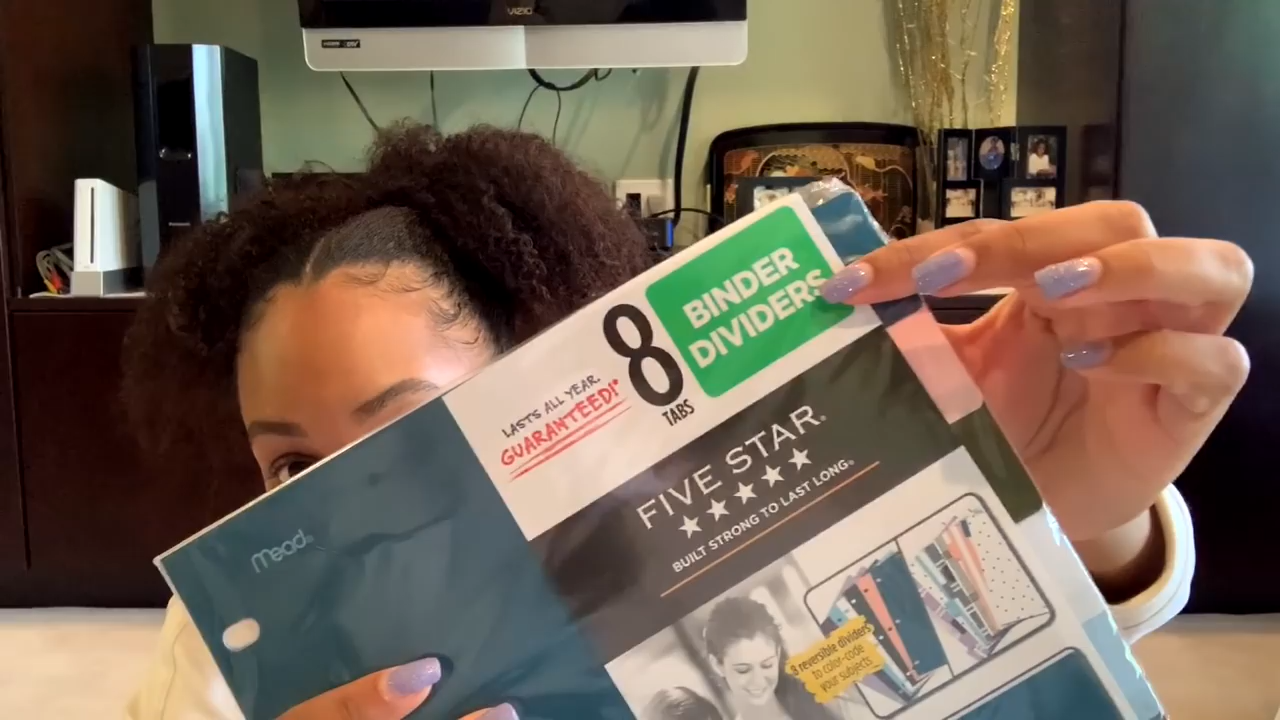 VIZIO
BINDER
DIVIDERS
8
TABS
LASTS ALL YEAR.
GUARANTEED!*
FIVE STAR®
BUILT STRONG TO LAST LONG®
Mead®
8 reversible dividers
to color-code
your subjects